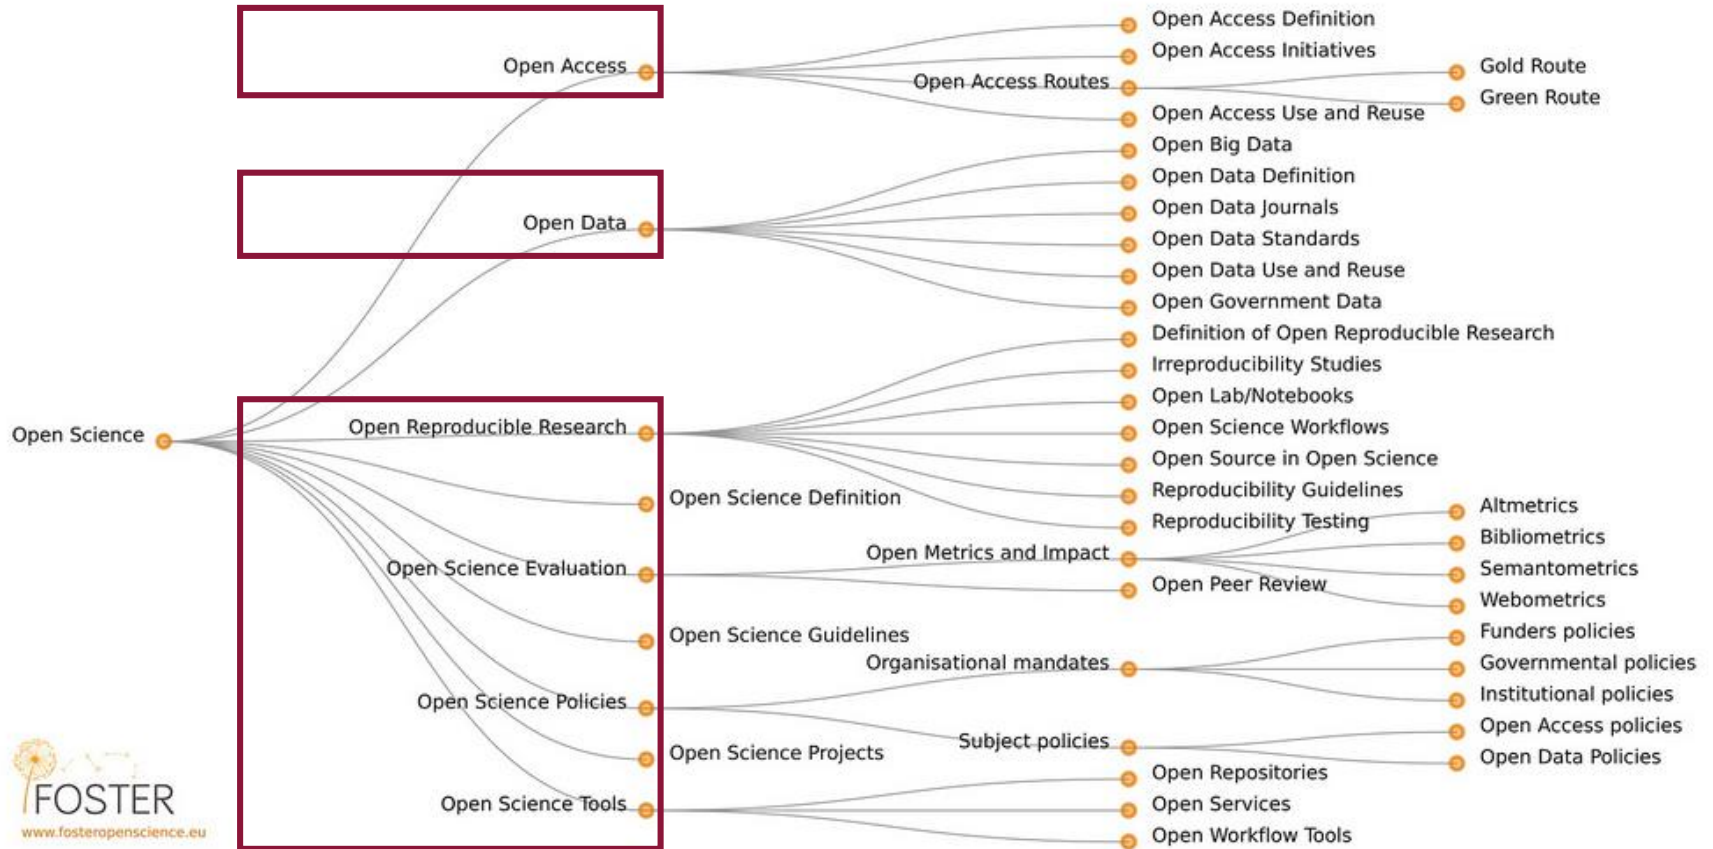 Open Access Definition
Open Access Initiatives
Open Access
Open Access Routes
Gold Route
Green Route
Open Access Use and Reuse
Open Big Data
Open Data Definition
Open Data Journals
Open Data
Open Data Standards
Open Data Use and Reuse
Open Government Data
Definition of Open Reproducible Research
Irreproducibility Studies
Open Lab/Notebooks
Open Science
Open Reproducible Research
Open Science Workflows
Open Source in Open Science
Reproducibility Guidelines
Open Science Definition
Reproducibility Testing
Altmetrics
Bibliometrics
Open Metrics and Impact
Open Science Evaluation
Semantometrics
Open Peer Review
Webometrics
Open Science Guidelines
Funders policies
Organisational mandates
Governmental policies
Institutional policies
Open Science Policies
Open Access policies
Subject policies
Open Science Projects
Open Data Policies
Open Repositories
Open Science Tools
Open Services
Open Workflow Tools
FOSTER
www.fosteropenscience.eu